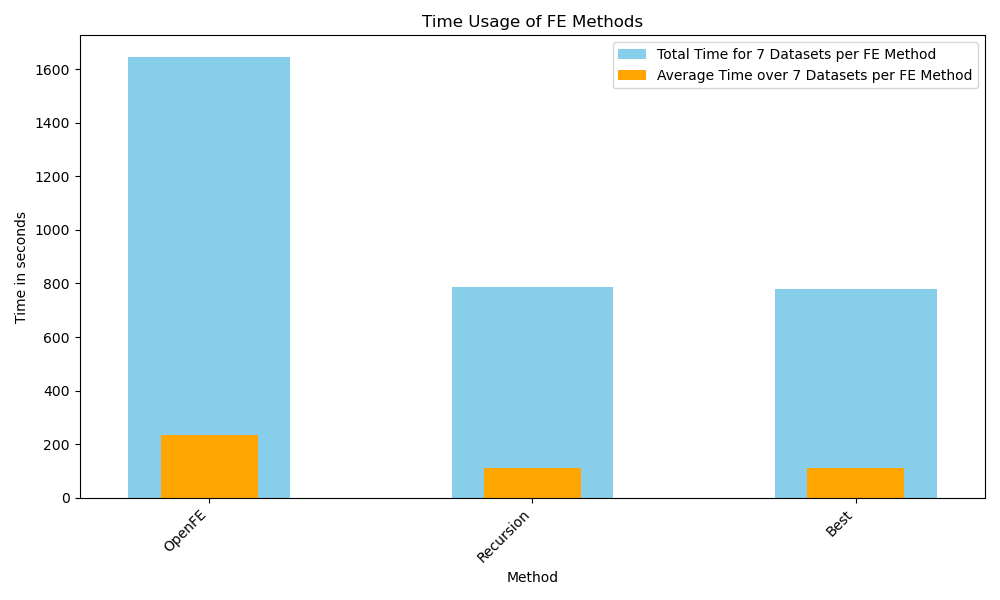 Time Usage of FE Methods
Total Time for 7 Datasets per FE Method
Average Time over 7 Datasets per FE Method
Time in seconds
1600
1400
1200
1000
800
600
400
200
0
OpenFE
Recursion
Best
Method